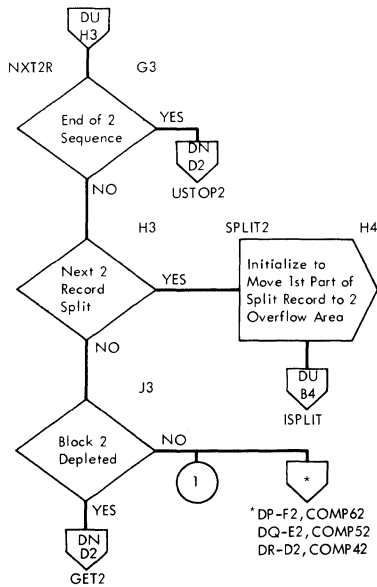 DU
H3
NXT2R
G3
End of 2
Sequence
YES
DN
D2
USTOP2
NO
H3
SPLIT2
H4
Next 2
Record
Split
YES
Initialize to
Move 1st Part of
Split Record to 2
Overflow Area
NO
DU
B4
ISPLIT
J3
Block 2
Depleted
NO
1
*
YES
*DP-F2,COMP62
DQ-E2,COMP52
DR-D2,COMP42
DN
D2
GET2